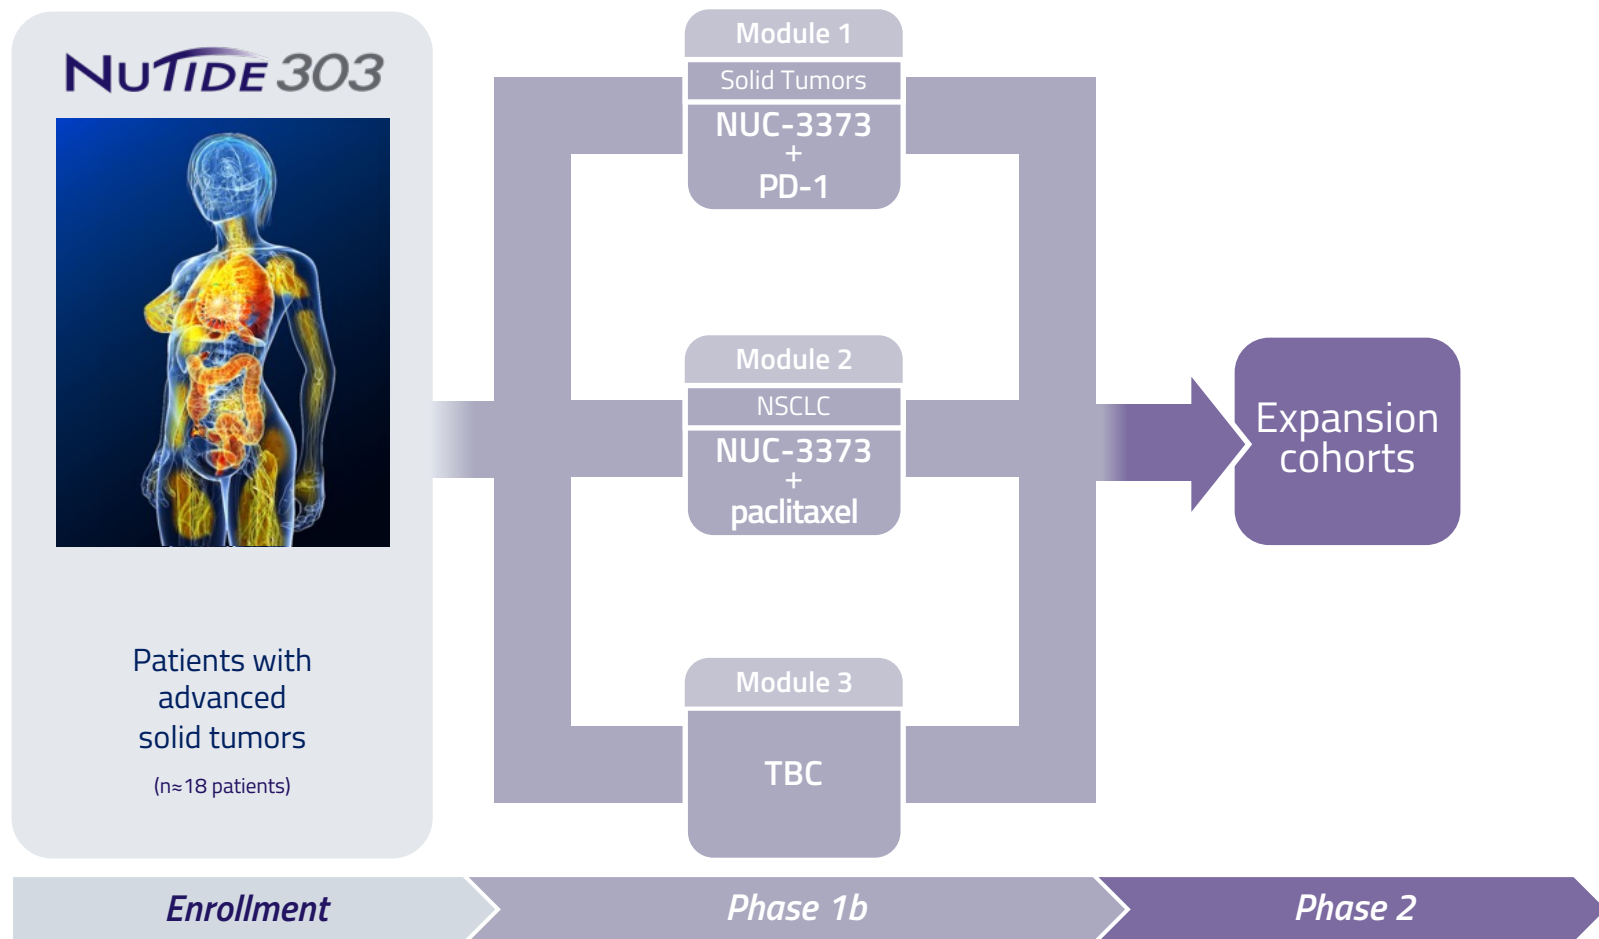 NUTIDE 303
Patients with
advanced
solid tumors
(n≈18 patients)
Module 1
Solid Tumors
NUC-3373
+
PD-1
Module 2
NSCLC
NUC-3373
+
paclitaxel
Module 3
TBC
Expansion
cohorts
Enrollment
Phase 1b
Phase 2